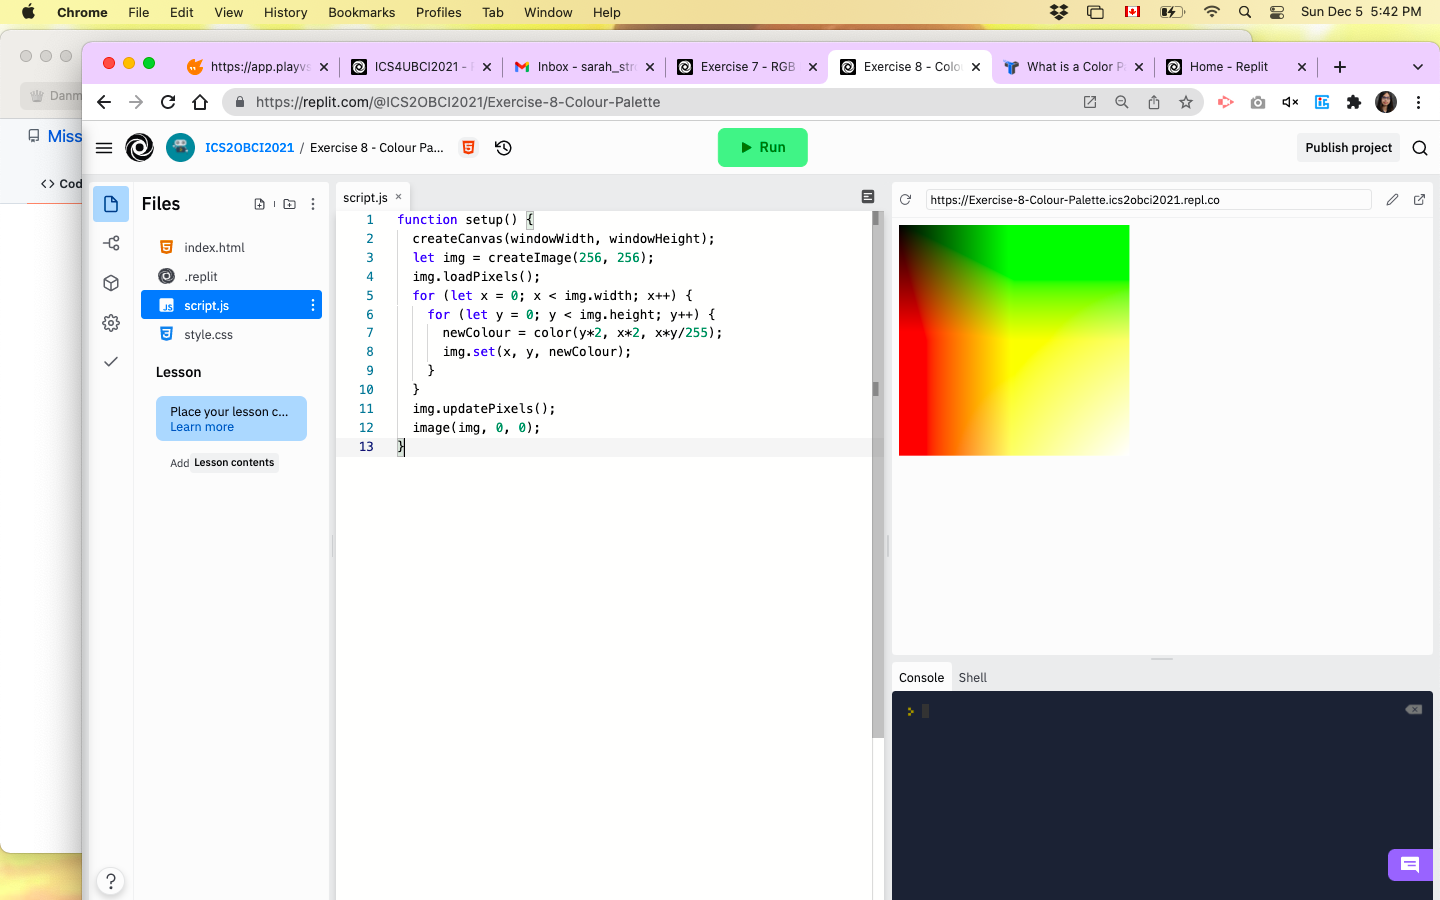 Chrome File Edit View History Bookmarks Profiles Tab Window Help Sun Dec 5 5:42 PM
https://app.playvs ICS4UBCI2021 - Inbox - sarah_stro Exercise 7 - RGB Exercise 8 - Colo What is a Color P Home - Replit
Danm
https://replit.com/@ICS2OBCI2021/Exercise-8-Colour-Palette
Miss
ICS2OBCI2021 / Exercise 8 - Colour Pa... Run Publish project
<> Cod
Files
index.html
.replit
script.js
style.css
Lesson
Place your lesson c...
Learn more
Add Lesson contents
?
script.js ×
1 function setup() {
2 createCanvas(windowWidth, windowHeight);
3 let img = createImage(256, 256);
4 img.loadPixels();
5 for (let x = 0; x < img.width; x++) {
6 for (let y = 0; y < img.height; y++) {
7 newColour = color(y*2, x*2, x*y/255);
8 img.set(x, y, newColour);
9 }
10 }
11 img.updatePixels();
12 image(img, 0, 0);
13 }
https://Exercise-8-Colour-Palette.ics2obci2021.repl.co
Console Shell
>